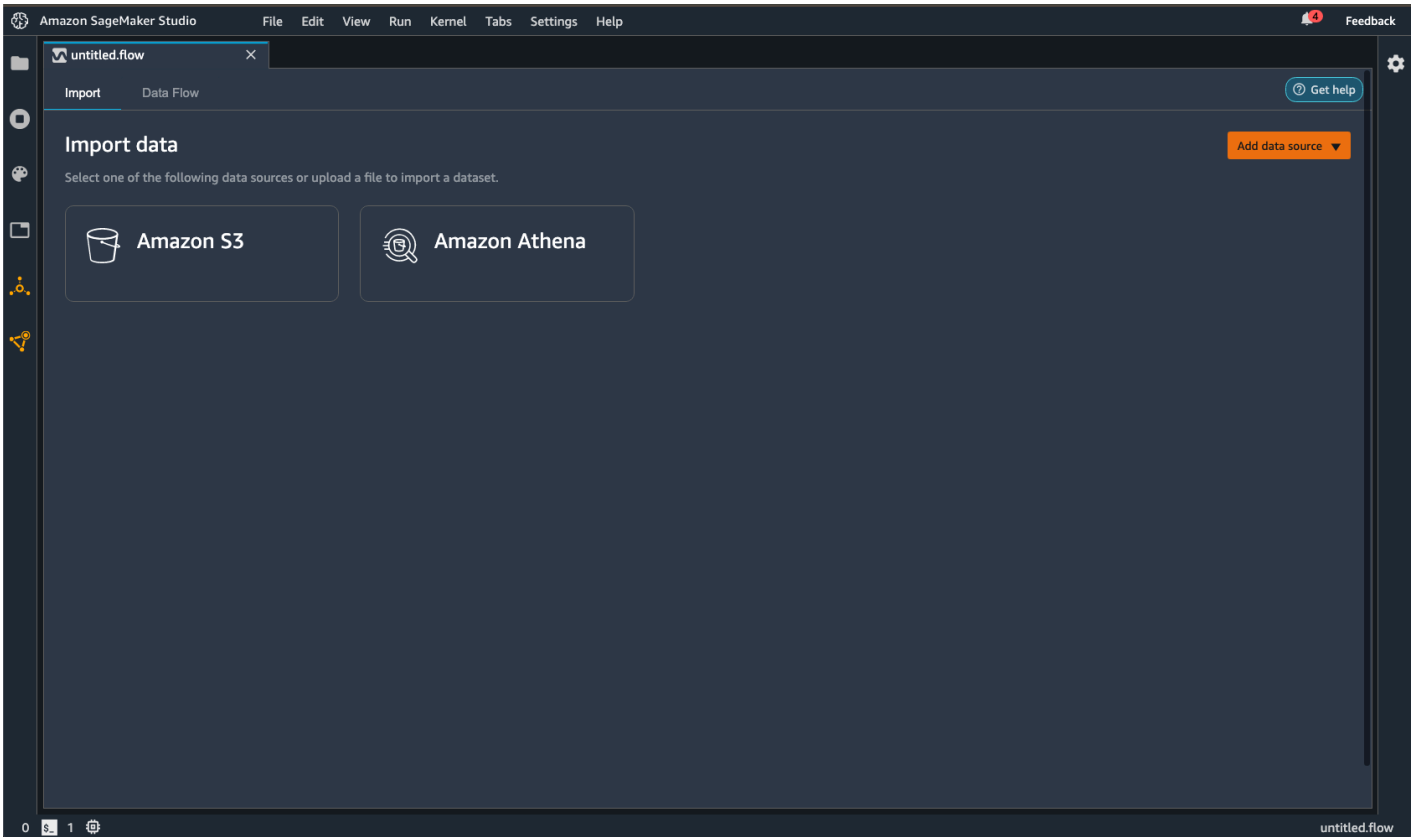 Amazon SageMaker Studio File Edit View Run Kernel Tabs Settings Help 4 Feedback
untitled.flow
Import Data Flow Get help
Import data
Add data source
Select one of the following data sources or upload a file to import a dataset.
Amazon S3 Amazon Athena
0 $_ 1 untitled.flow